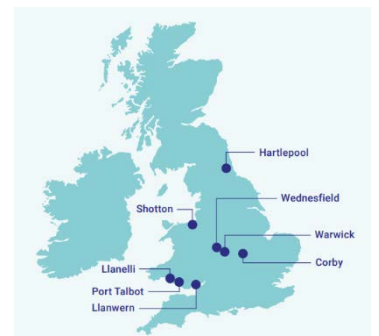 Hartlepool
Wednesfield
Shotton
Warwick
Corby
Llanelli
Port Talbot
Llanwern